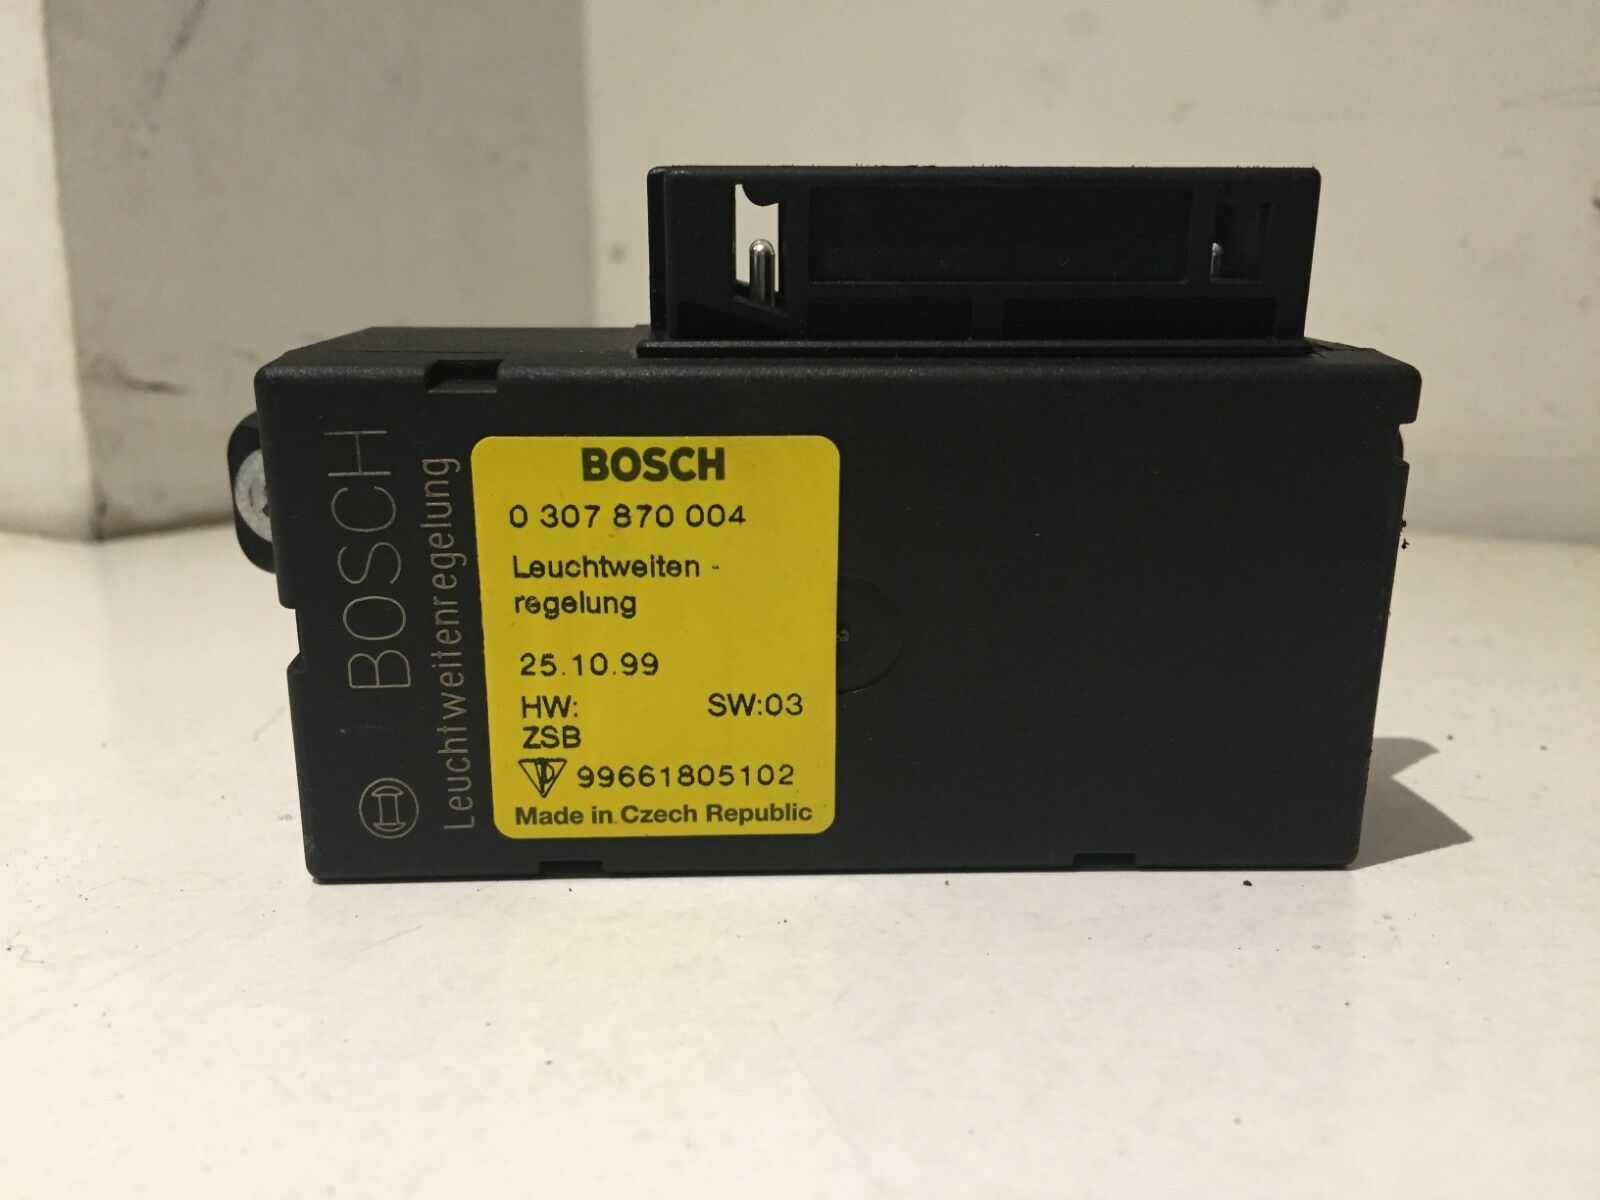 BOSCH
Leuchtweitenregelung
BOSCH
0 307 870 004
Leuchtweiten -
regelung
25.10.99
HW: SW:03
ZSB
99661805102
Made in Czech Republic